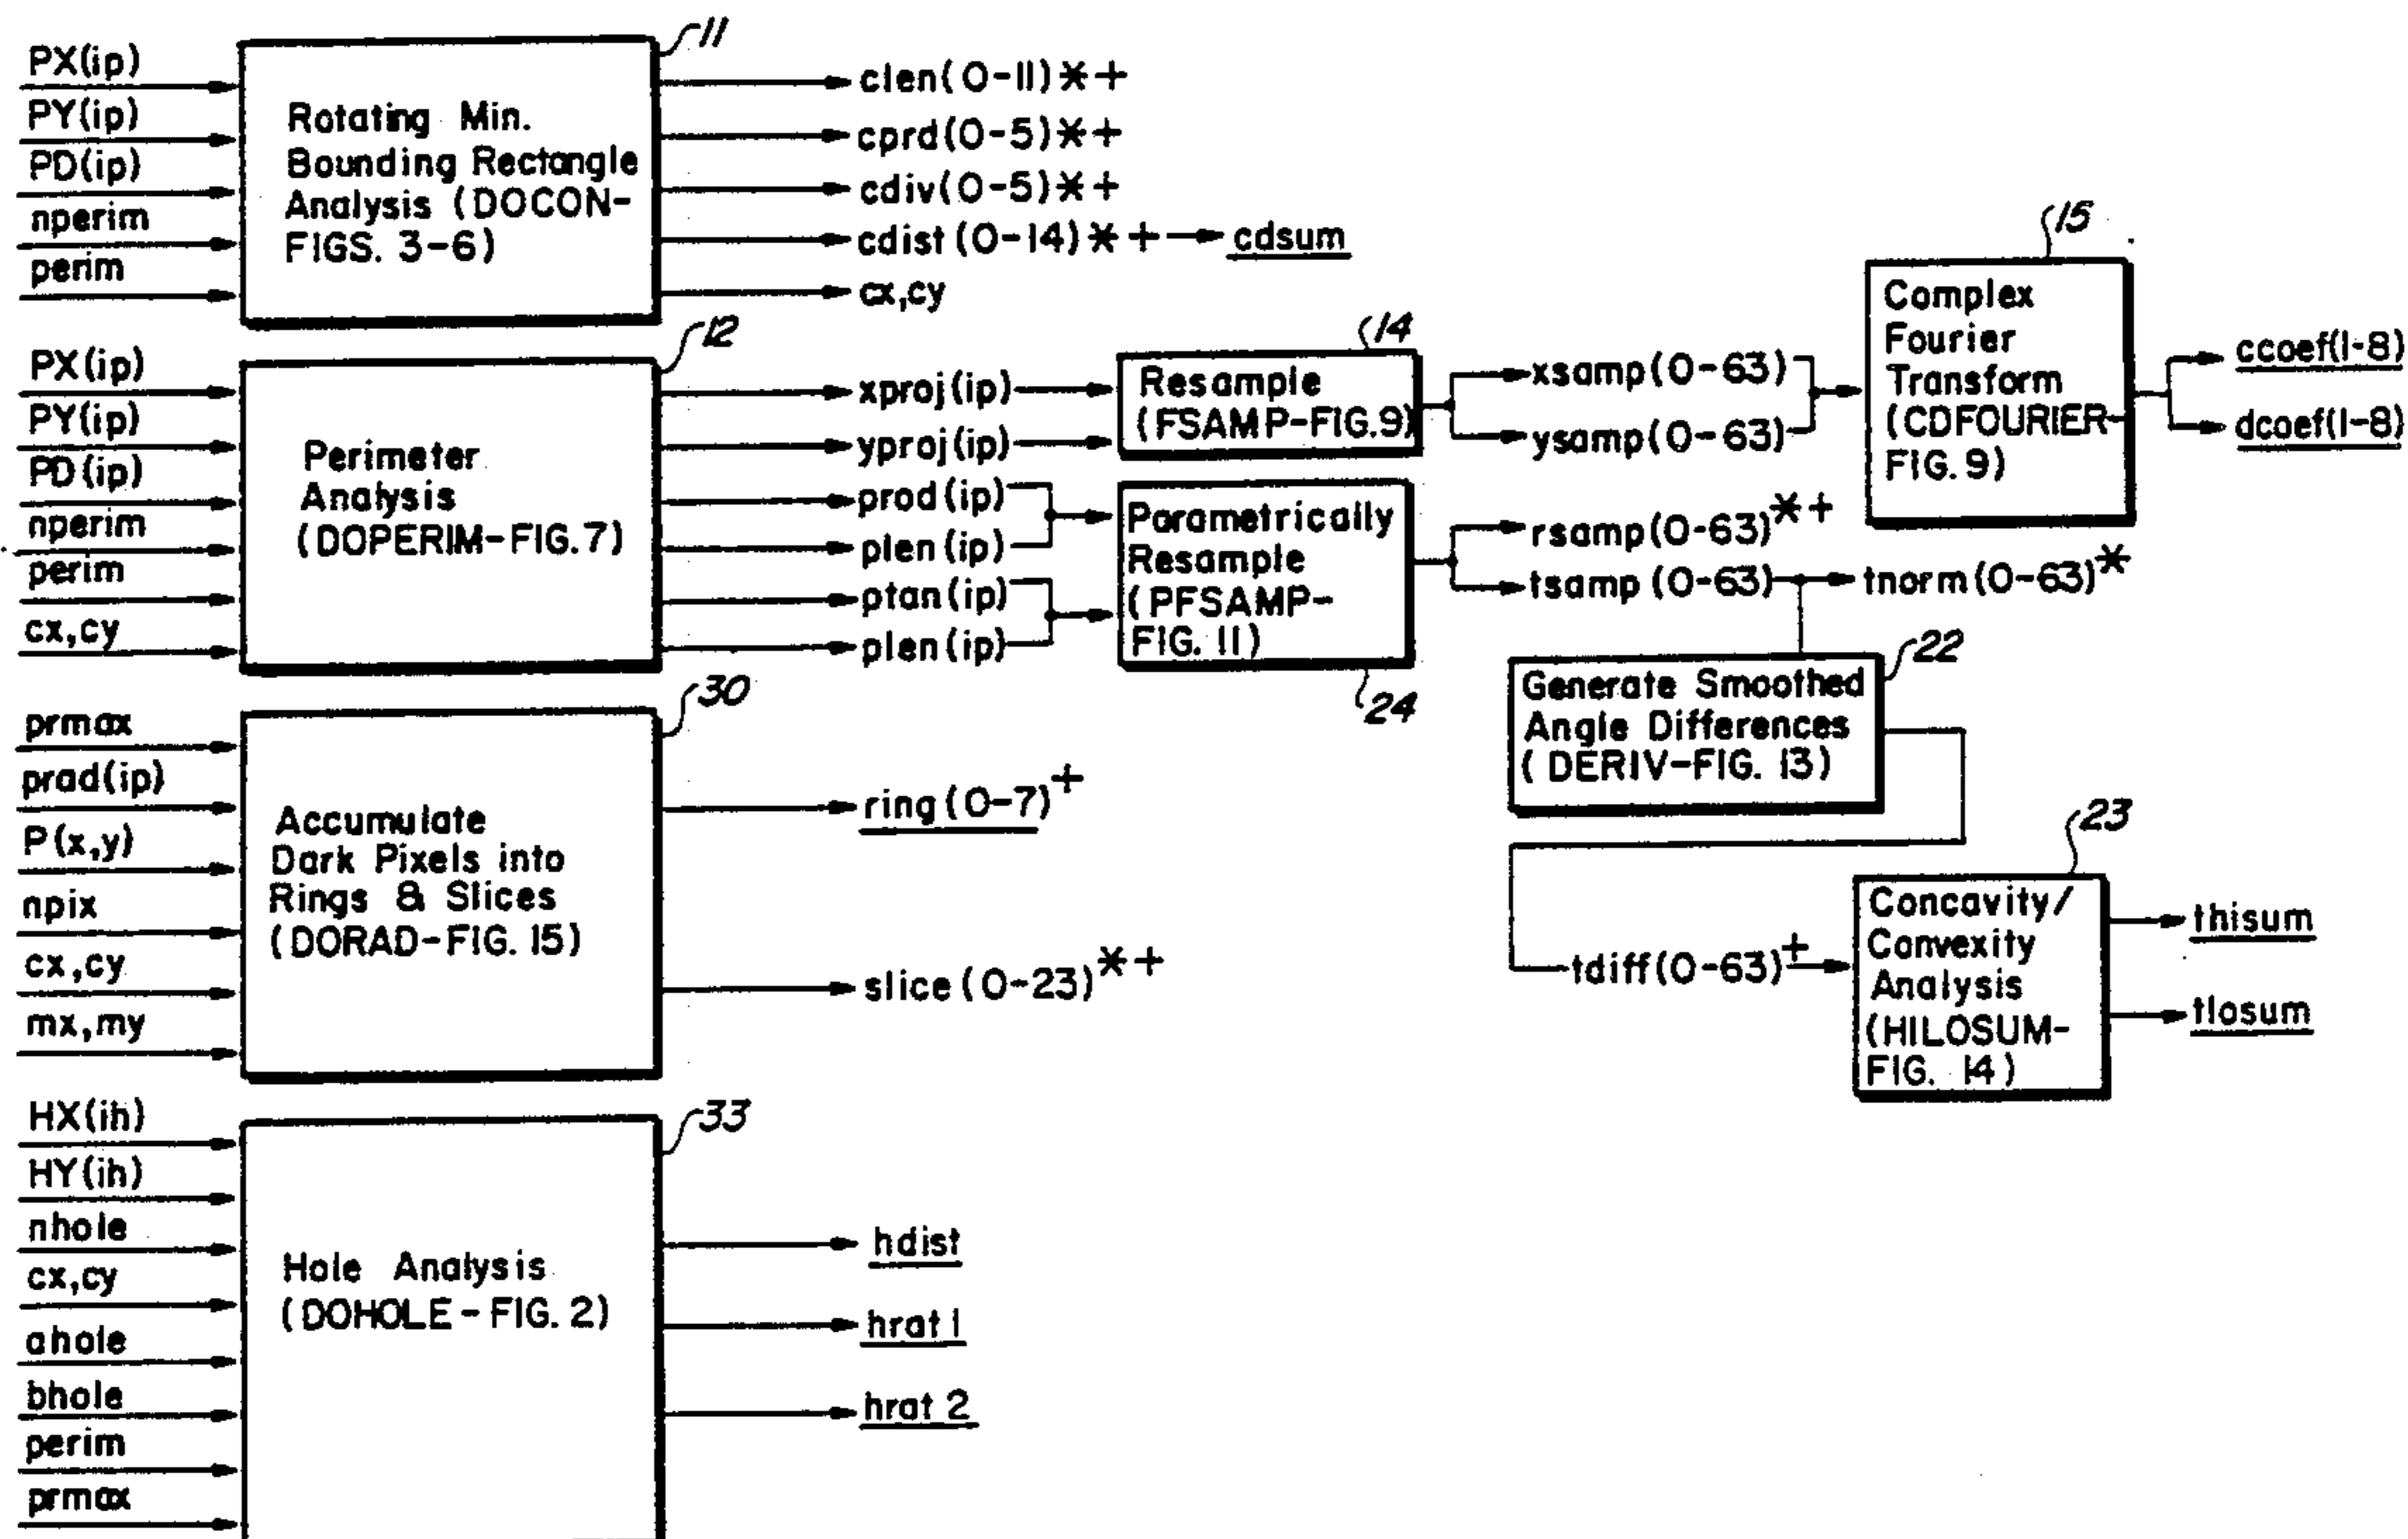 11
PX(ip)
PY(ip)
PD(ip)
nperim
perim
Rotating Min.
Bounding Rectangle
Analysis (DOCON-
FIGS. 3-6)
clen(0-11)*+
cprd(0-5)*+
cdiv(0-5)*+
cdist(0-14)*+ cdsum
cx,cy
12
PX(ip)
PY(ip)
PD(ip)
nperim
perim
cx,cy
Perimeter
Analysis
(DOPERIM-FIG.7)
xproj(ip)
yproj(ip)
prad(ip)
plen(ip)
ptan(ip)
plen(ip)
14
Resample
(FSAMP-FIG.9)
xsamp(0-63)
ysamp(0-63)
15
Complex
Fourier
Transform
(CDFOURIER-
FIG.9)
ccoef(1-8)
dcoef(1-8)
Parametrically
Resample
(PFSAMP-
FIG. 11)
24
rsamp(0-63)*+
tsamp(0-63) tnorm(0-63)*
22
Generate Smoothed
Angle Differences
(DERIV-FIG. 13)
tdiff(0-63)+
23
Concavity/
Convexity
Analysis
(HILOSUM-
FIG. 14)
thisum
tlosum
30
prmax
prad(ip)
P(x,y)
npix
cx,cy
mx,my
Accumulate
Dark Pixels into
Rings & Slices
(DORAD-FIG. 15)
ring(0-7)+
slice(0-23)*+
33
HX(ih)
HY(ih)
nhole
cx,cy
ahole
bhole
perim
prmax
Hole Analysis
(DOHOLE-FIG. 2)
hdist
hrat 1
hrat 2